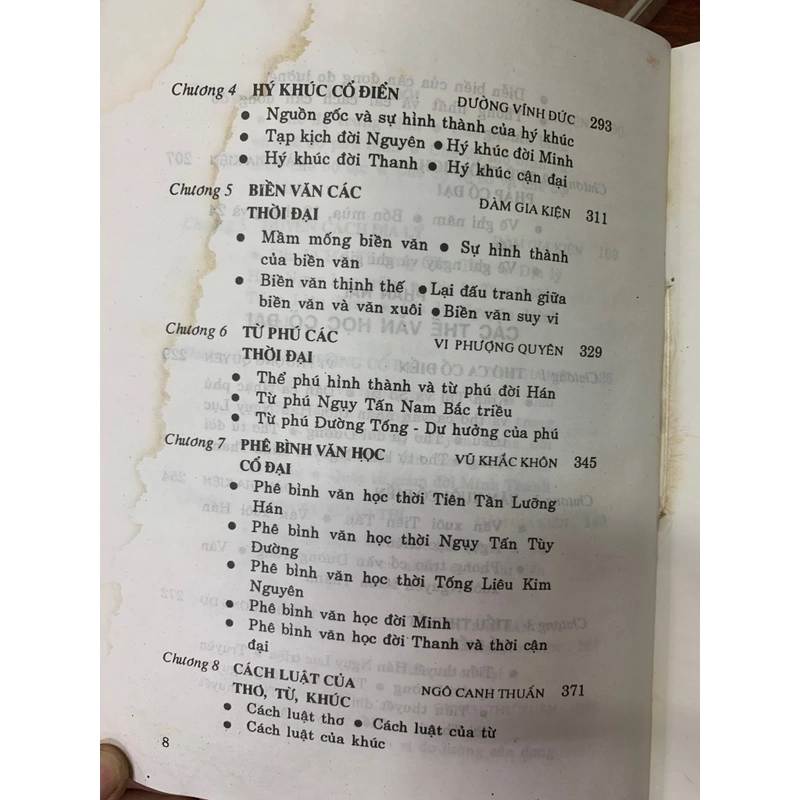 Chương 4 HÝ KHÚC CỔ ĐIỂN ĐƯỜNG VĨNH ĐỨC 293
● Nguồn gốc và sự hình thành của hý khúc
● Tạp kịch đời Nguyên ● Hý khúc đời Minh
● Hý khúc đời Thanh ● Hý khúc cận đại
Chương 5 BIỀN VĂN CÁC ĐÀM GIA KIỆN 311
THỜI ĐẠI
● Mầm mống biền văn ● Sự hình thành
của biền văn
● Biền văn thịnh thế ● Lại đấu tranh giữa
biền văn và văn xuôi ● Biền văn suy vi
Chương 6 TỪ PHÚ CÁC VI PHƯỢNG QUYÊN 329
THỜI ĐẠI
● Thể phú hình thành và từ phú đời Hán
● Từ phú Ngụy Tấn Nam Bắc triều
● Từ phú Đường Tống - Dư hưởng của phú
Chương 7 PHÊ BÌNH VĂN HỌC VŨ KHẮC KHÔN 345
CỔ ĐẠI
● Phê bình văn học thời Tiên Tần Lưỡng
Hán
● Phê bình văn học thời Ngụy Tấn Tùy
Đường
● Phê bình văn học thời Tống Liêu Kim
Nguyên
● Phê bình văn học đời Minh
● Phê bình văn học đời Thanh và thời cận
đại
Chương 8 CÁCH LUẬT CỦA NGÔ CANH THUẤN 371
THƠ, TỪ, KHÚC
● Cách luật thơ ● Cách luật của từ
● Cách luật của khúc
8